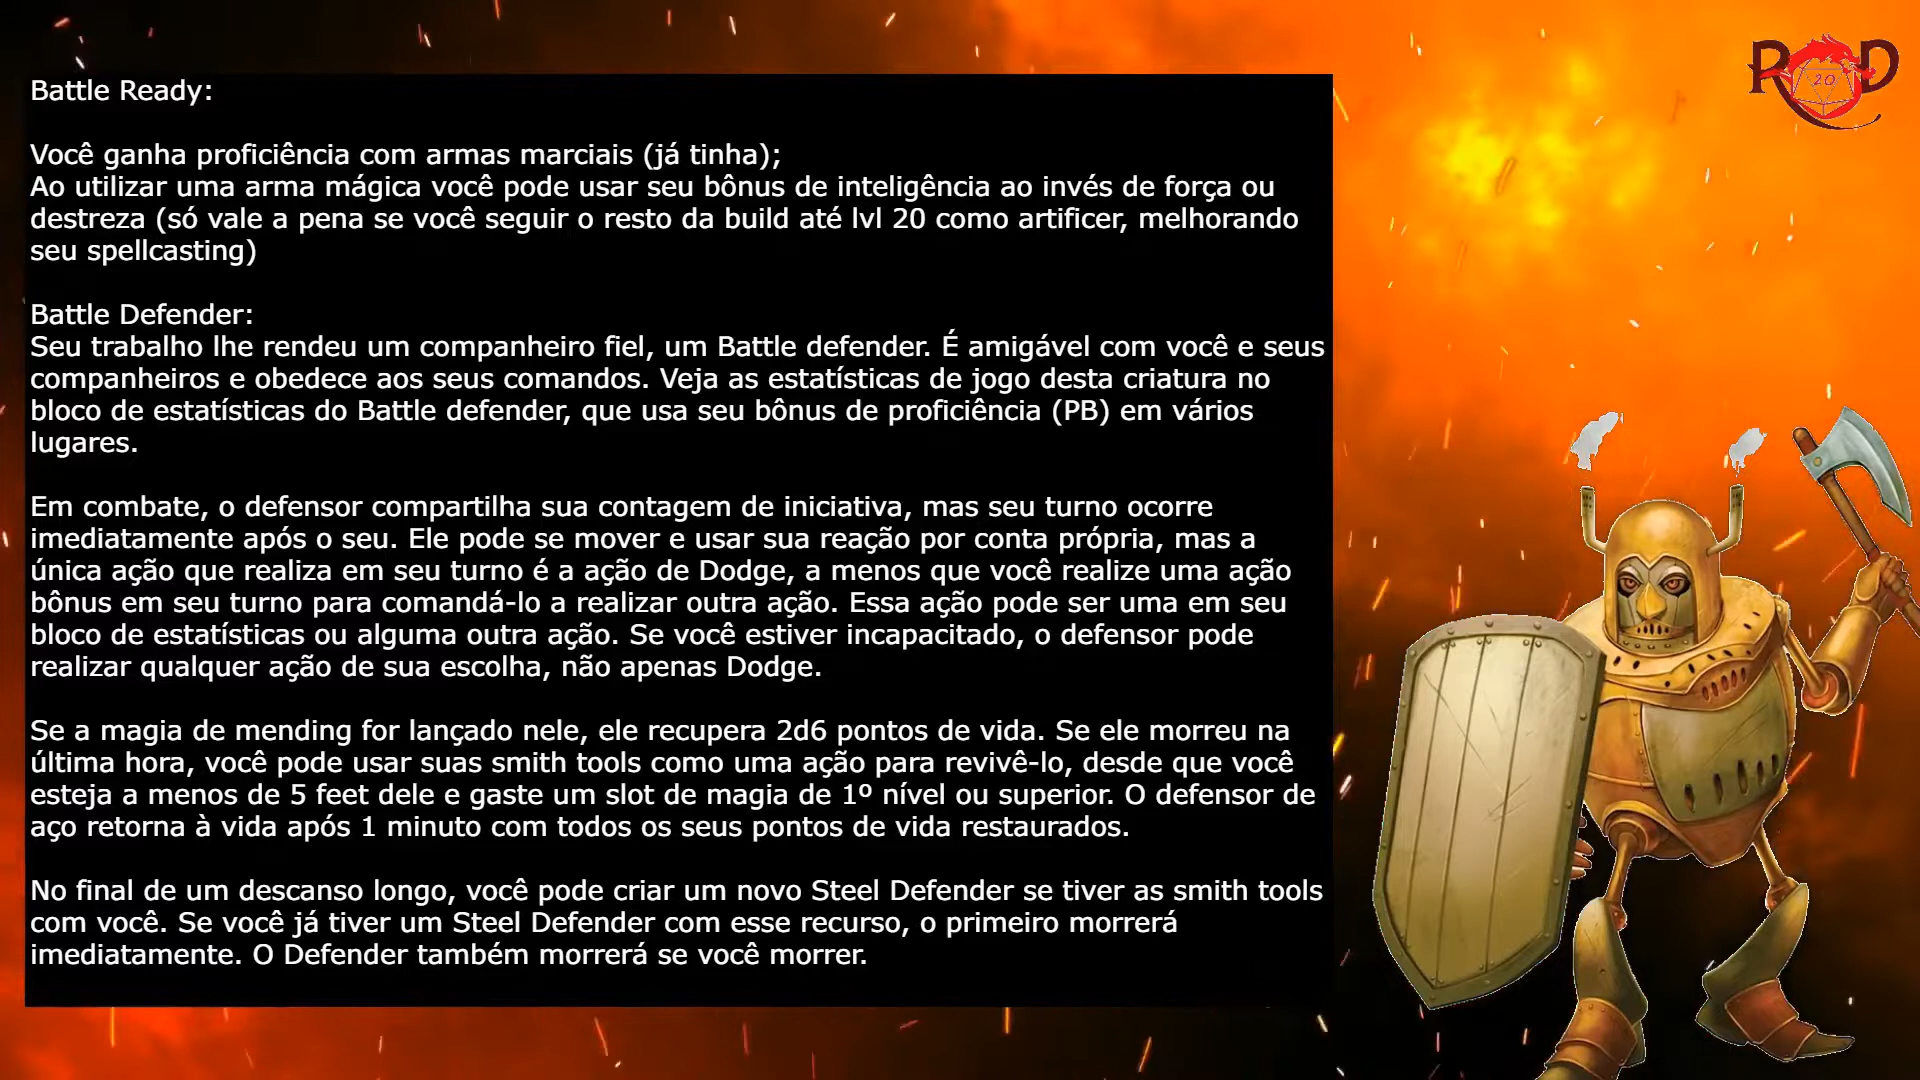 Battle Ready:
Você ganha proficiência com armas marciais (já tinha);
Ao utilizar uma arma mágica você pode usar seu bônus de inteligência ao invés de força ou
destreza (só vale a pena se você seguir o resto da build até lvl 20 como artificer, melhorando
seu spellcasting)
Battle Defender:
Seu trabalho lhe rendeu um companheiro fiel, um Battle defender. É amigável com você e seus
companheiros e obedece aos seus comandos. Veja as estatísticas de jogo desta criatura no
bloco de estatísticas do Battle defender, que usa seu bônus de proficiência (PB) em vários
lugares.
Em combate, o defensor compartilha sua contagem de iniciativa, mas seu turno ocorre
imediatamente após o seu. Ele pode se mover e usar sua reação por conta própria, mas a
única ação que realiza em seu turno é a ação de Dodge, a menos que você realize uma ação
bônus em seu turno para comandá-lo a realizar outra ação. Essa ação pode ser uma em seu
bloco de estatísticas ou alguma outra ação. Se você estiver incapacitado, o defensor pode
realizar qualquer ação de sua escolha, não apenas Dodge.
Se a magia de mending for lançado nele, ele recupera 2d6 pontos de vida. Se ele morreu na
última hora, você pode usar suas smith tools como uma ação para revivê-lo, desde que você
esteja a menos de 5 feet dele e gaste um slot de magia de 1º nível ou superior. O defensor de
aço retorna à vida após 1 minuto com todos os seus pontos de vida restaurados.
No final de um descanso longo, você pode criar um novo Steel Defender se tiver as smith tools
com você. Se você já tiver um Steel Defender com esse recurso, o primeiro morrerá
imediatamente. O Defender também morrerá se você morrer.
R 20 D